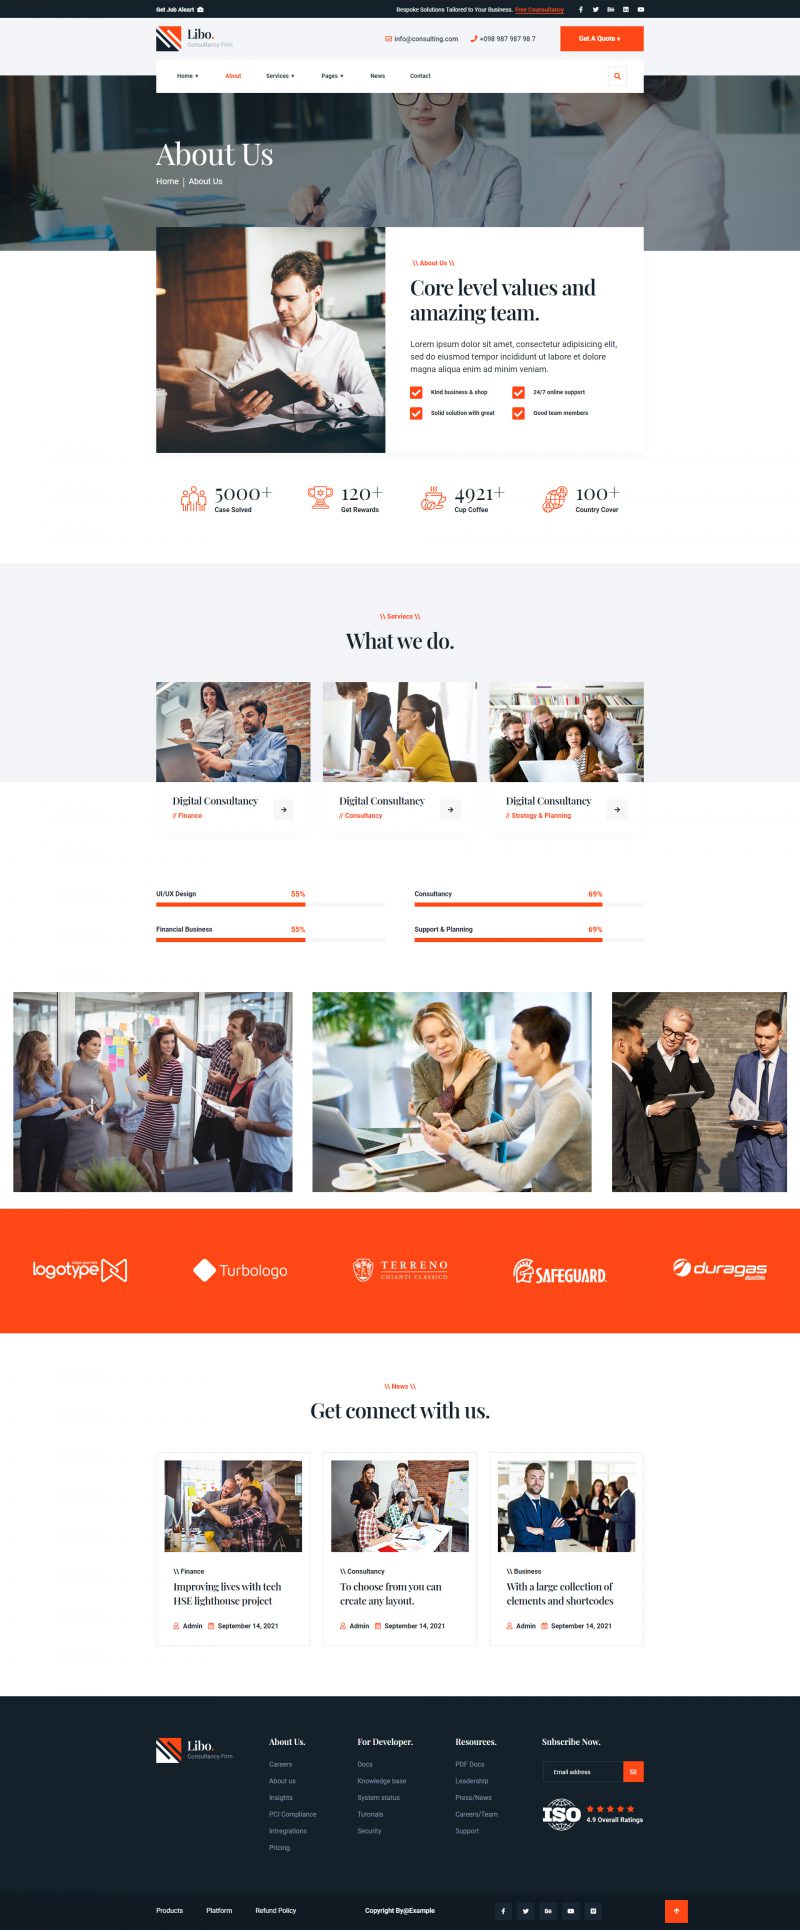 Get Job Aleart
Bespoke Solutions Tailored to Your Business. Free Counsultancy
Libo.
Consultancy Firm
info@consulting.com
+098 987 987 98 7
Get A Quote +
Home + About Services + Pages + News Contact
About Us
Home | About Us
\\ About Us \\
Core level values and
amazing team.
Lorem ipsum dolor sit amet, consectetur adipisicing elit,
sed do eiusmod tempor incididunt ut labore et dolore
magna aliqua enim ad minim veniam.
Kind business & shop
24/7 online support
Solid solution with great
Good team members
5000+
Case Solved
120+
Get Rewards
4921+
Cup Coffee
100+
Country Cover
\\ Serviecs \\
What we do.
Digital Consultancy
// Finance
Digital Consultancy
// Consultancy
Digital Consultancy
// Strategy & Planning
UI/UX Design 55%
Consultancy 69%
Financial Business 55%
Support & Planning 69%
logotype
Turbologo
TERRENO
CHIANTI CLASSICO
SAFEGUARD.
duragas
\\ News \\
Get connect with us.
\\ Finance
Improving lives with tech
HSE lighthouse project
Admin September 14, 2021
\\ Consultancy
To choose from you can
create any layout.
Admin September 14, 2021
\\ Business
With a large collection of
elements and shortcodes
Admin September 14, 2021
Libo.
Consultancy Firm
About Us.
Careers
About us
Insights
PCI Compliance
Intregrations
Pricing
For Developer.
Docs
Knowledge base
System status
Tutorials
Security
Resources.
PDF Docs
Leadership
Press/News
Careers/Team
Support
Subscribe Now.
Email address
ISO
4.9 Overall Ratings
Products Platform Refund Policy
Copyright By@Example